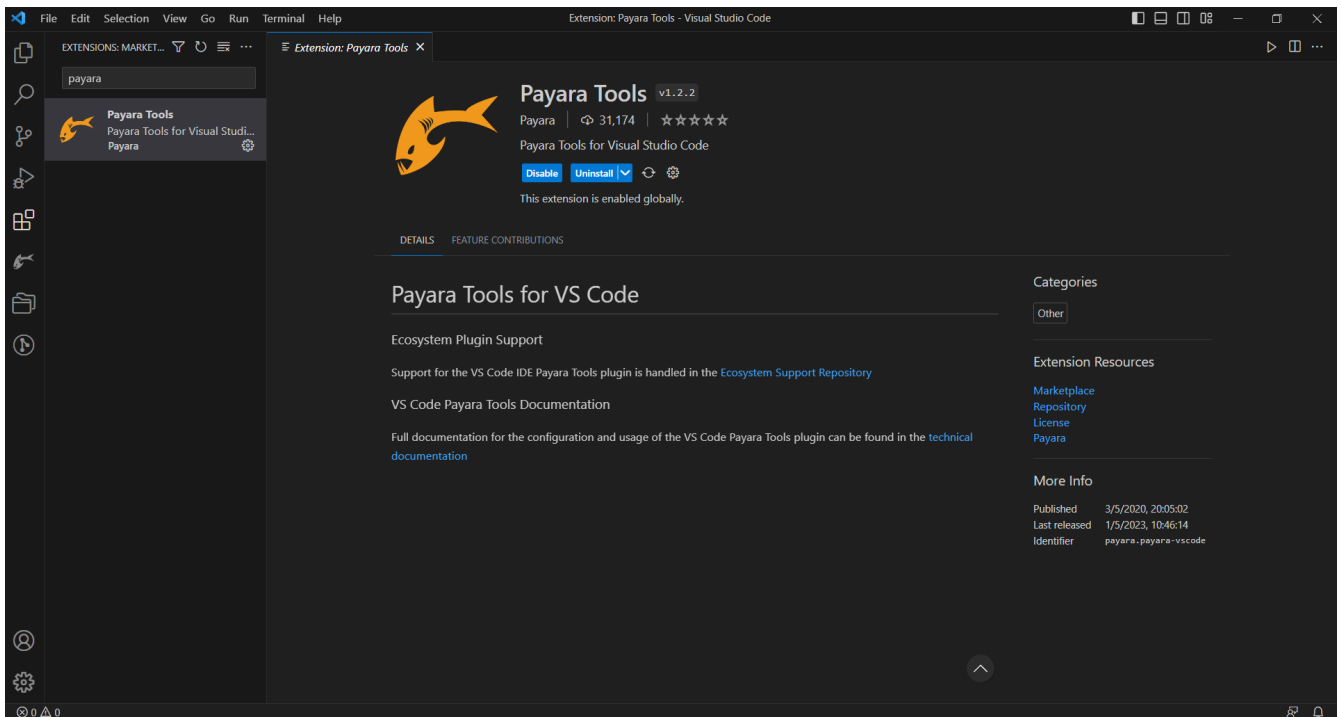 File Edit Selection View Go Run Terminal Help
Extension: Payara Tools - Visual Studio Code
EXTENSIONS: MARKET...
Extension: Payara Tools
payara
Payara Tools
Payara Tools for Visual Studi...
Payara
Payara Tools v1.2.2
Payara 31,174
Payara Tools for Visual Studio Code
Disable Uninstall
This extension is enabled globally.
DETAILS FEATURE CONTRIBUTIONS
Payara Tools for VS Code
Ecosystem Plugin Support
Support for the VS Code IDE Payara Tools plugin is handled in the Ecosystem Support Repository
VS Code Payara Tools Documentation
Full documentation for the configuration and usage of the VS Code Payara Tools plugin can be found in the technical
documentation
Categories
Other
Extension Resources
Marketplace
Repository
License
Payara
More Info
Published 3/5/2020, 20:05:02
Last released 1/5/2023, 10:46:14
Identifier payara.payara-vscode
0 0